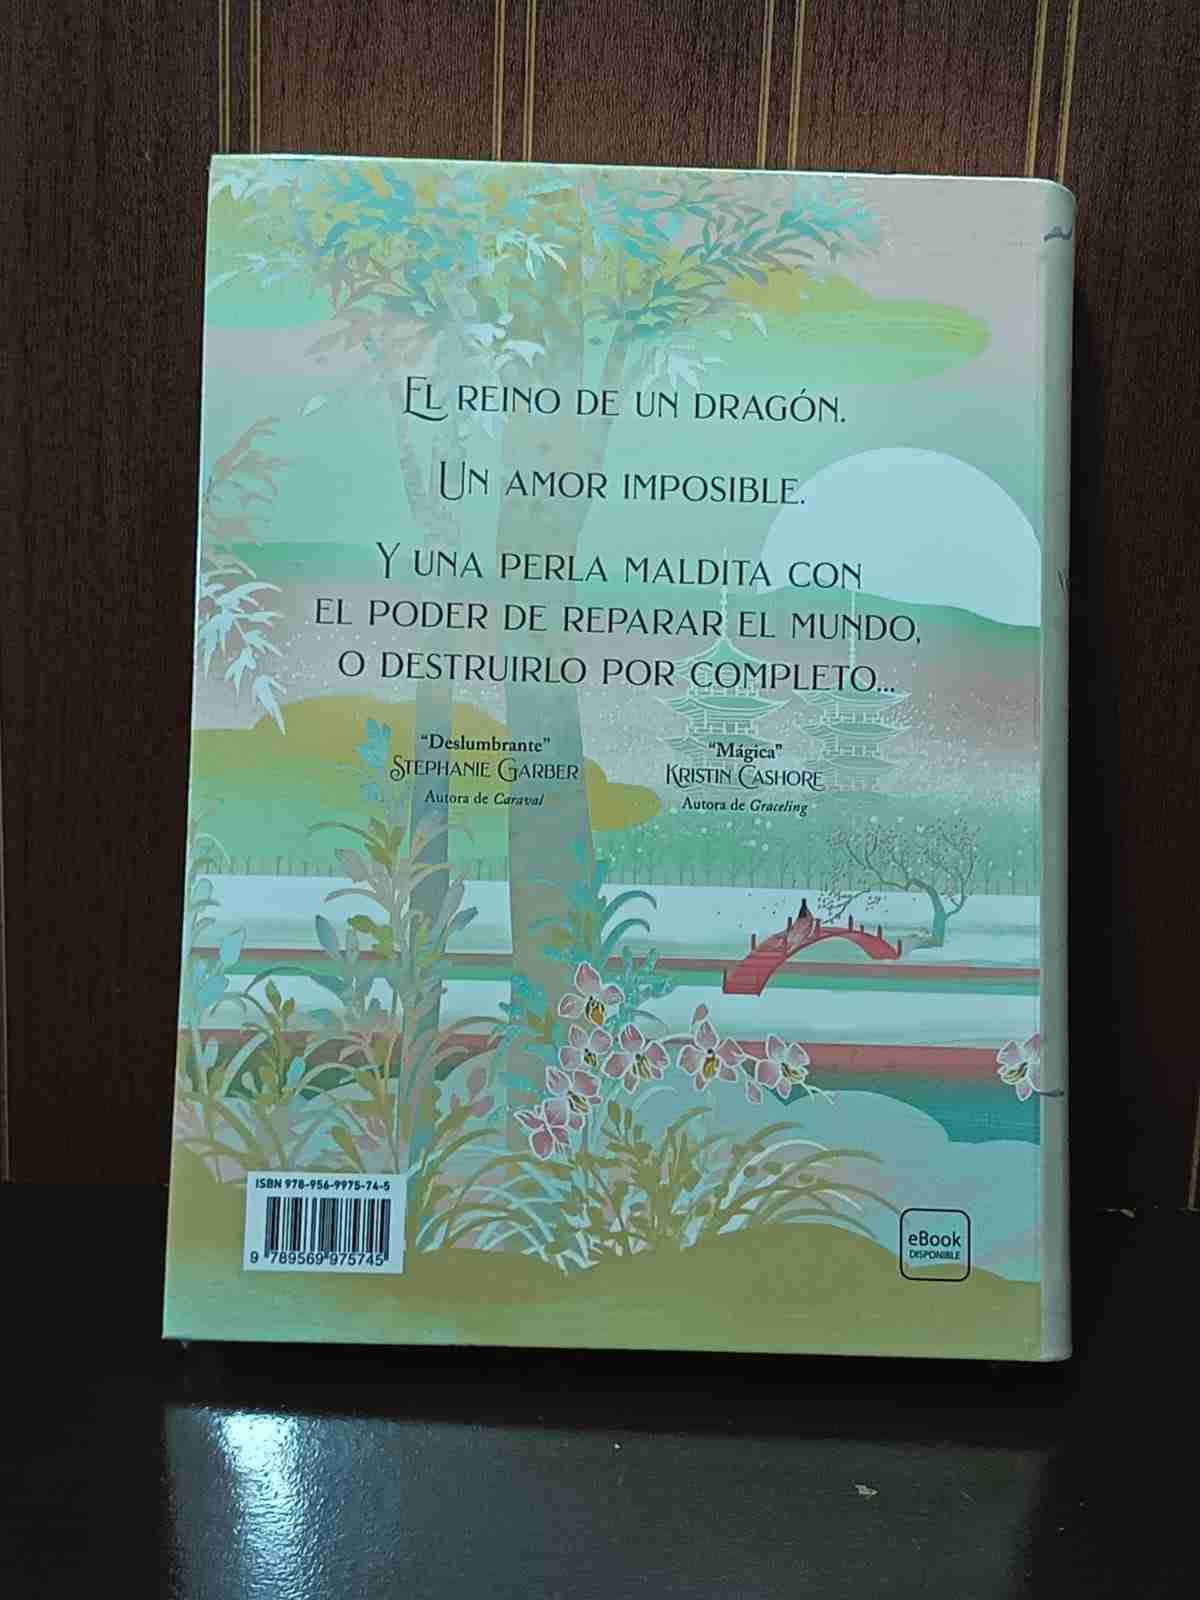 EL REINO DE UN DRAGÓN.
UN AMOR IMPOSIBLE.
Y UNA PERLA MALDITA CON
EL PODER DE REPARAR EL MUNDO,
O DESTRUIRLO POR COMPLETO...
“Deslumbrante”
STEPHANIE GARBER
Autora de Caraval
“Mágica”
KRISTIN CASHORE
Autora de Graceling
ISBN 978-956-9975-74-5
9 789569 975745
eBook
DISPONIBLE